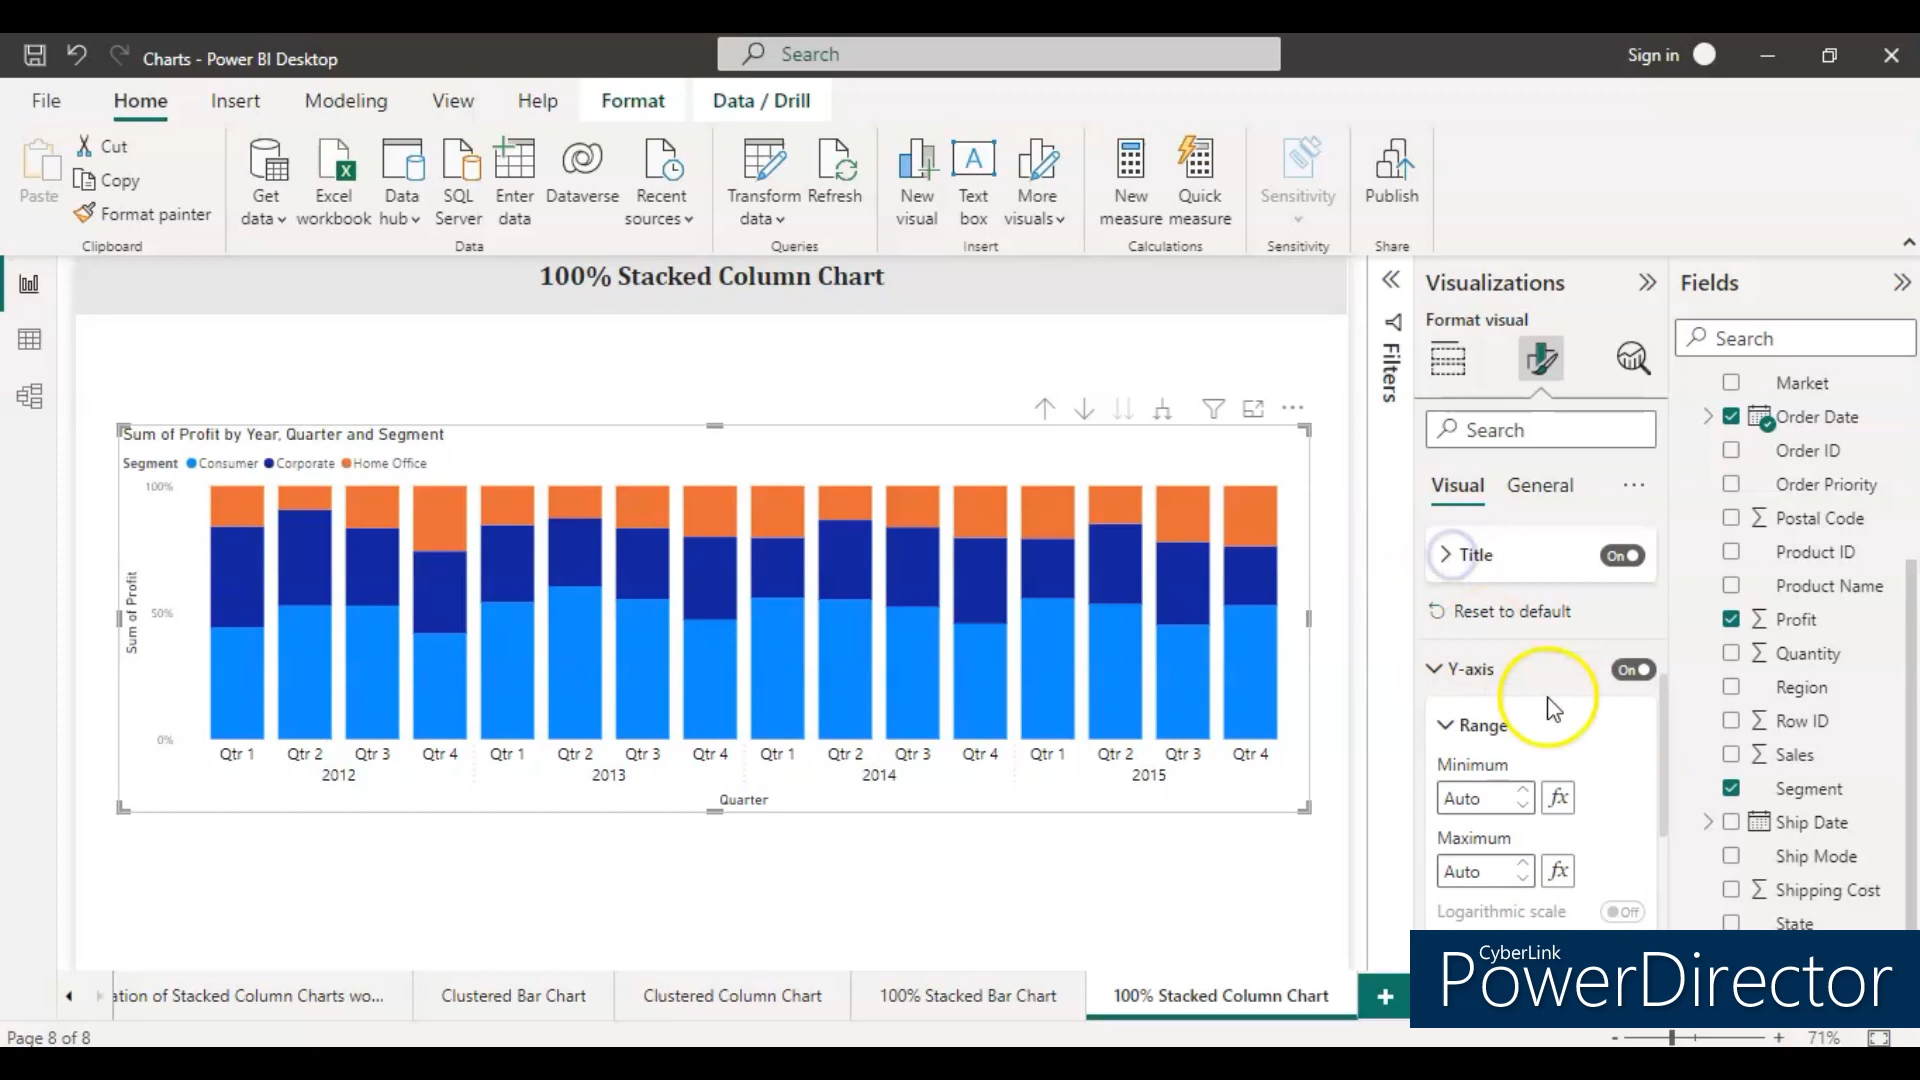 Charts - Power BI Desktop
Search
Sign in
File Home Insert Modeling View Help Format Data / Drill
Paste
Cut
Copy
Format painter
Clipboard
Get data
Excel workbook
Data hub
SQL Server
Enter data
Dataverse
Recent sources
Data
Transform data
Refresh
Queries
New visual
Text box
More visuals
Insert
New measure
Quick measure
Calculations
Sensitivity
Sensitivity
Publish
Share
100% Stacked Column Chart
Sum of Profit by Year, Quarter and Segment
Segment Consumer Corporate Home Office
100%
50%
0%
Sum of Profit
Qtr 1 Qtr 2 Qtr 3 Qtr 4 Qtr 1 Qtr 2 Qtr 3 Qtr 4 Qtr 1 Qtr 2 Qtr 3 Qtr 4 Qtr 1 Qtr 2 Qtr 3 Qtr 4
2012 2013 2014 2015
Quarter
Filters
Visualizations
Format visual
Search
Visual General
Title On
Reset to default
Y-axis On
Range
Minimum
Auto fx
Maximum
Auto fx
Logarithmic scale Off
Fields
Search
Market
Order Date
Order ID
Order Priority
Postal Code
Product ID
Product Name
Profit
Quantity
Region
Row ID
Sales
Segment
Ship Date
Ship Mode
Shipping Cost
State
CyberLink
PowerDirector
ation of Stacked Column Charts wo...
Clustered Bar Chart
Clustered Column Chart
100% Stacked Bar Chart
100% Stacked Column Chart
Page 8 of 8
71%